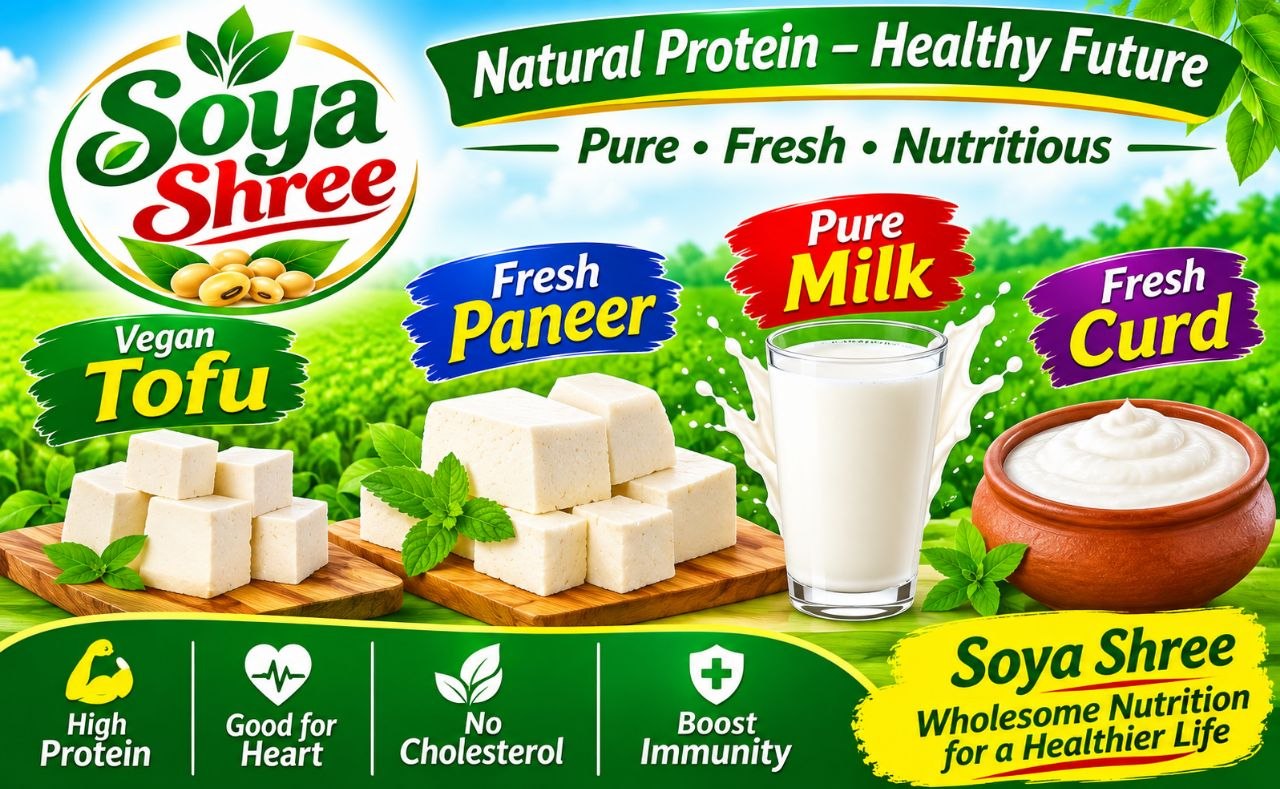 Soya
Shree
Natural Protein – Healthy Future
Pure • Fresh • Nutritious
Vegan
Tofu
Fresh
Paneer
Pure
Milk
Fresh
Curd
High
Protein
Good for
Heart
No
Cholesterol
Boost
Immunity
Soya Shree
Wholesome Nutrition
for a Healthier Life